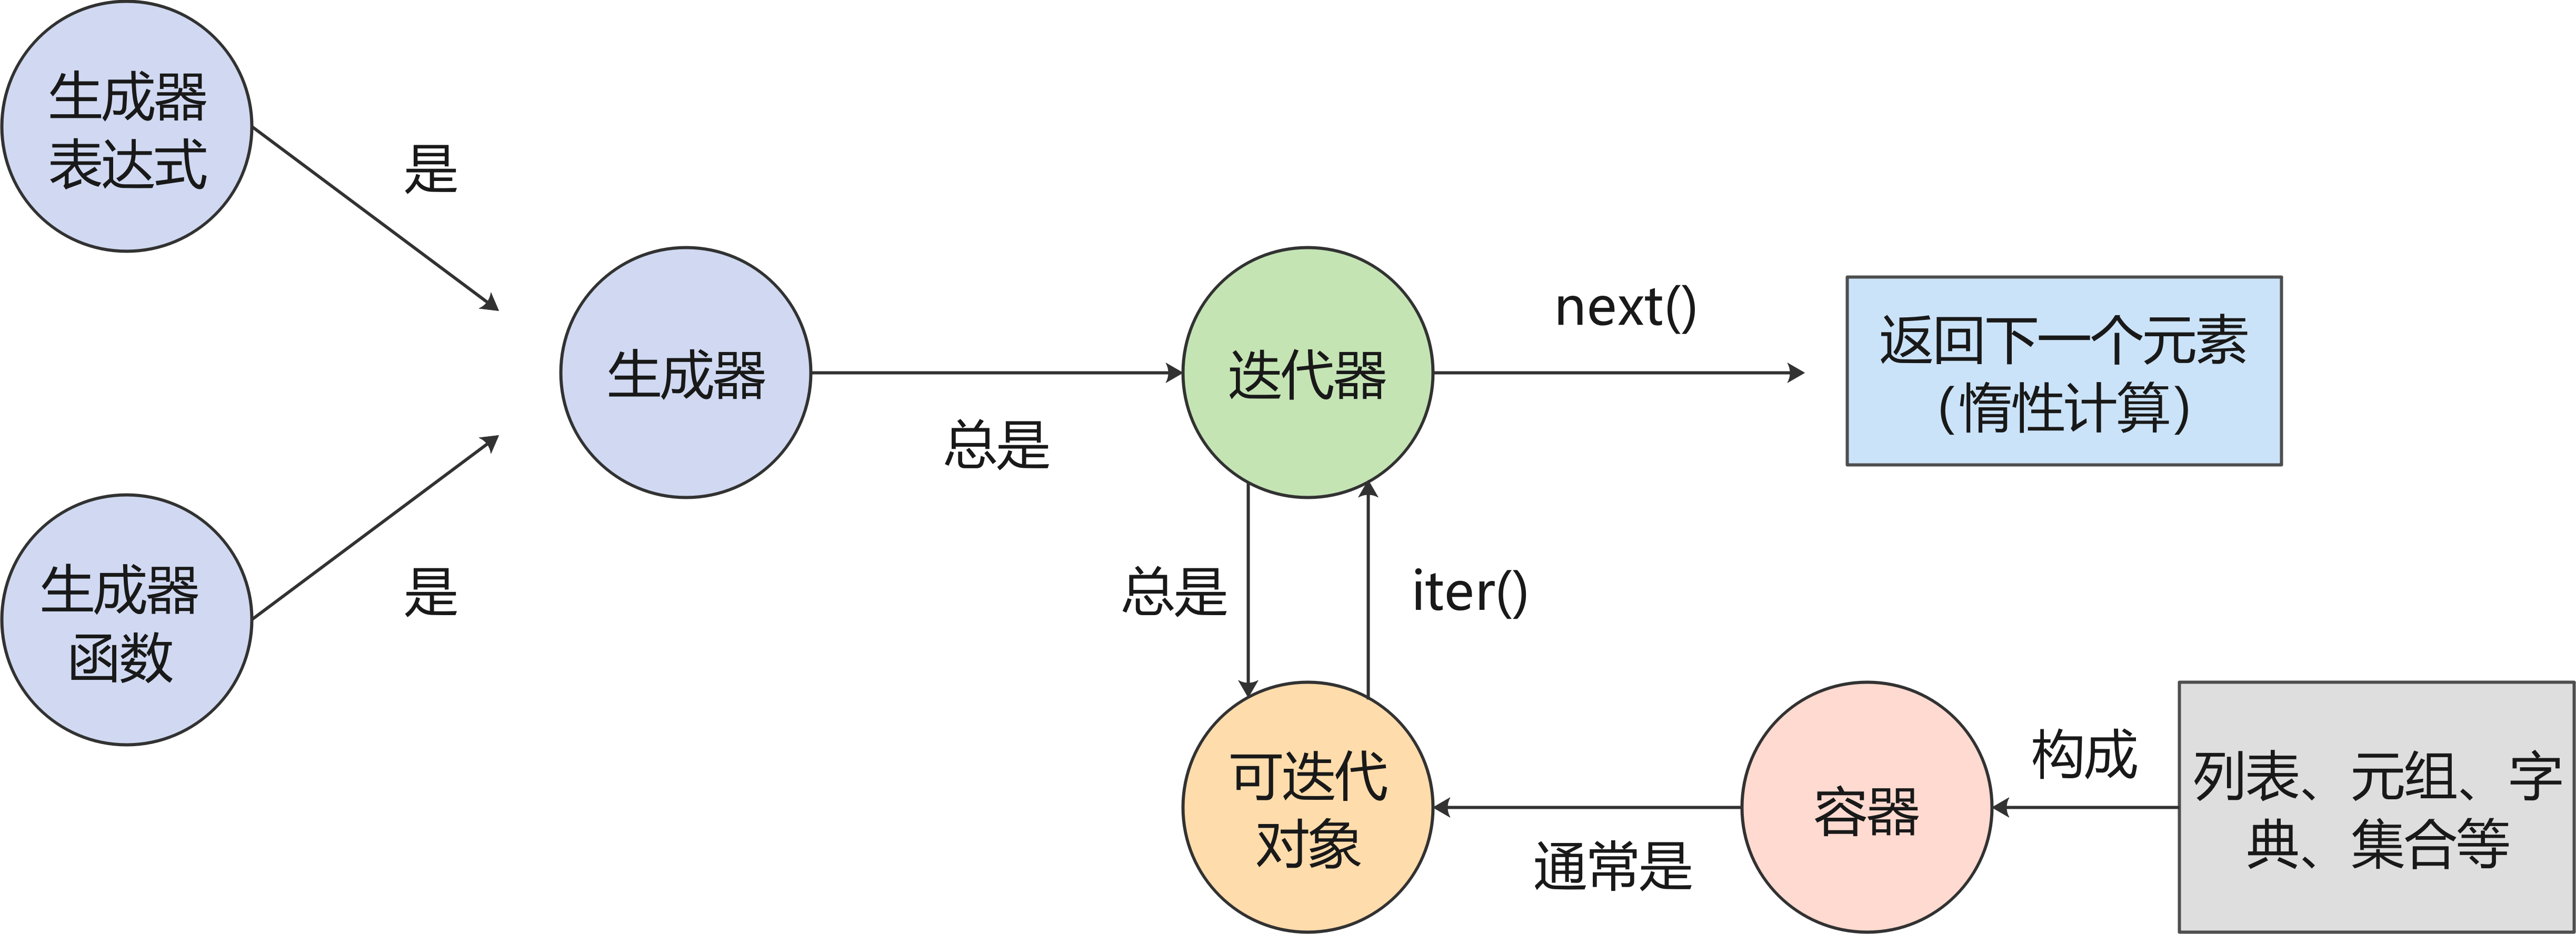 生成器
表达式
是
生成器
函数
是
生成器
总是
迭代器
next()
返回下一个元素
（惰性计算）
总是
iter()
可迭代
对象
通常是
容器
构成
列表、元组、字
典、集合等